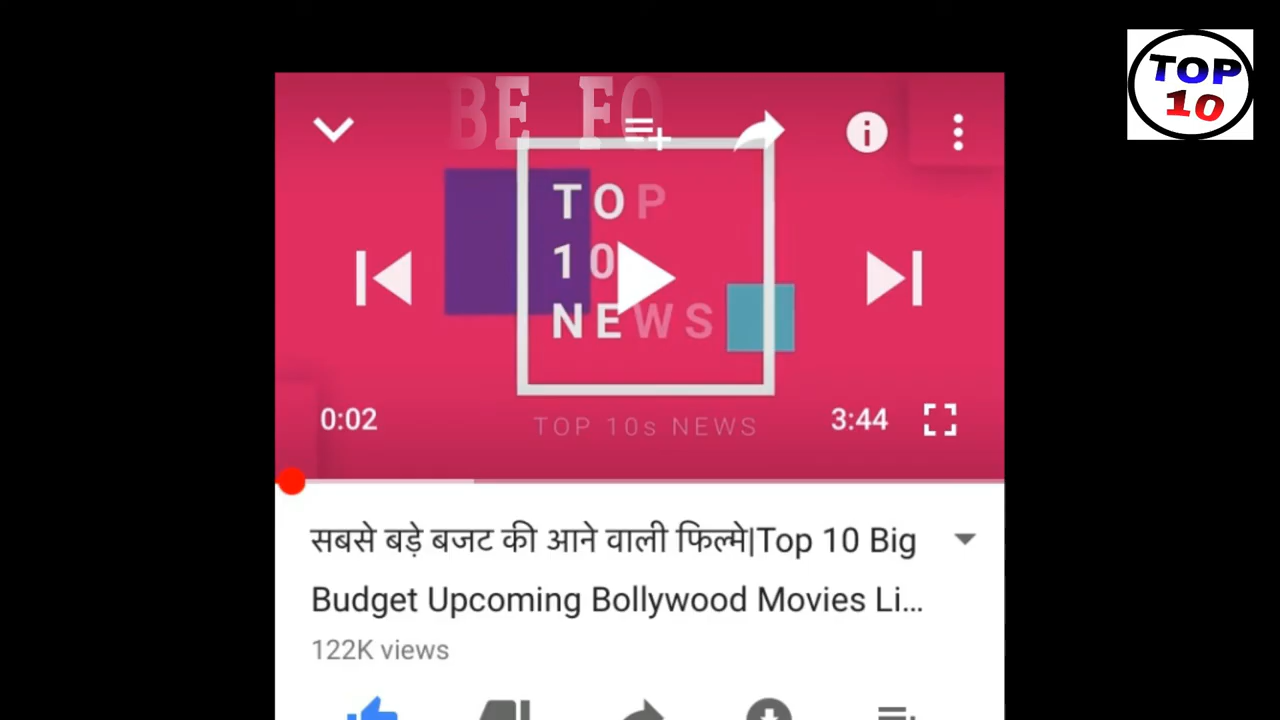 BE FO
TOP
10
TOP
10
NEWS
0:02
3:44
TOP 10s NEWS
सबसे बड़े बजट की आने वाली फिल्मे|Top 10 Big
Budget Upcoming Bollywood Movies Li...
122K views